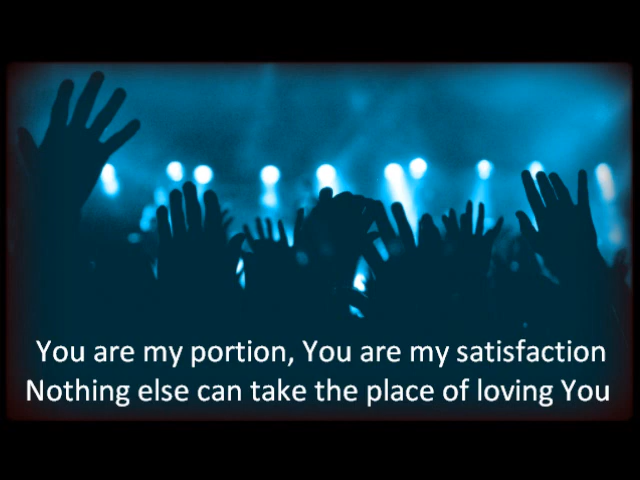 You are my portion, You are my satisfaction
Nothing else can take the place of loving You